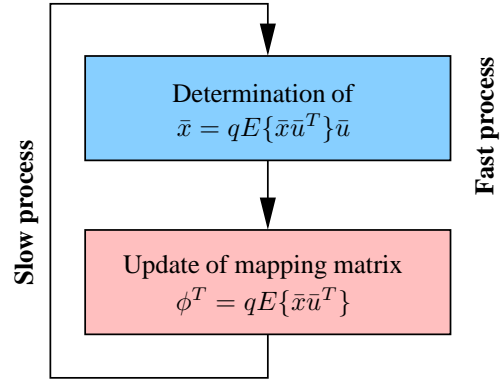 Slow process
Determination of
x̄ = qE{x̄ūᵀ}ū
Fast process
Update of mapping matrix
ϕᵀ = qE{x̄ūᵀ}